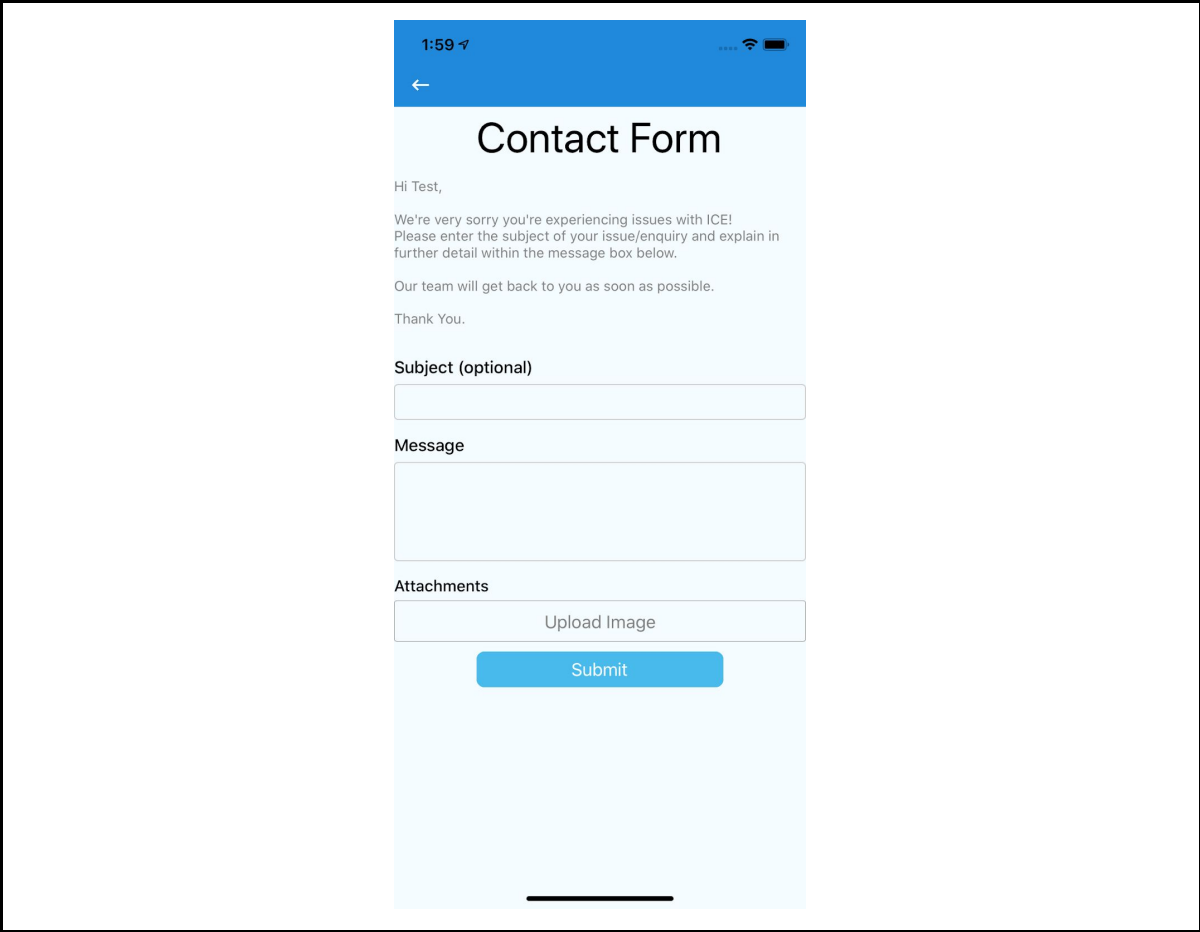 1:59
Contact Form
Hi Test,
We're very sorry you're experiencing issues with ICE!
Please enter the subject of your issue/enquiry and explain in
further detail within the message box below.
Our team will get back to you as soon as possible.
Thank You.
Subject (optional)
Message
Attachments
Upload Image
Submit